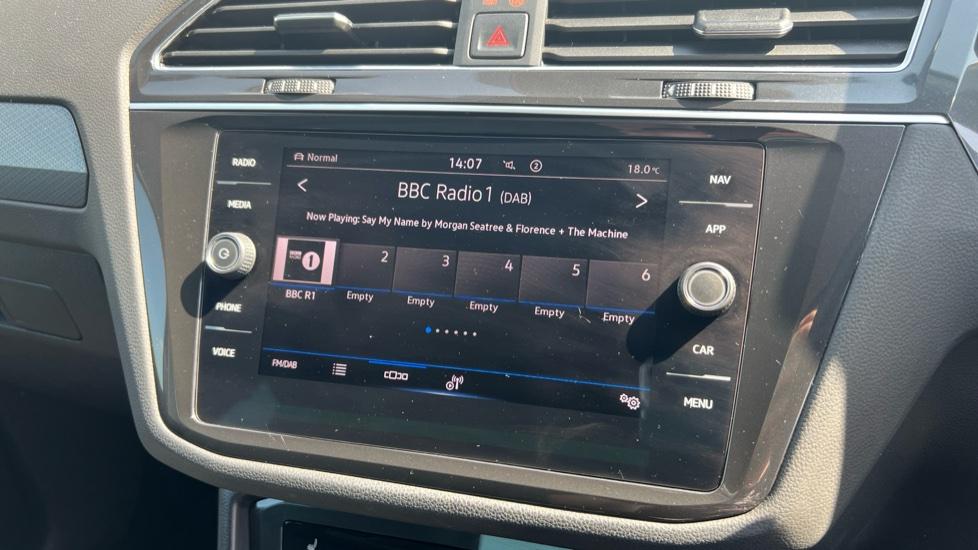 RADIO
MEDIA
PHONE
VOICE
Normal 14:07 2 18.0°C
< BBC Radio 1 (DAB) >
Now Playing: Say My Name by Morgan Seatree & Florence + The Machine
1 2 3 4 5 6
BBC R1 Empty Empty Empty Empty Empty
FM/DAB
NAV
APP
CAR
MENU